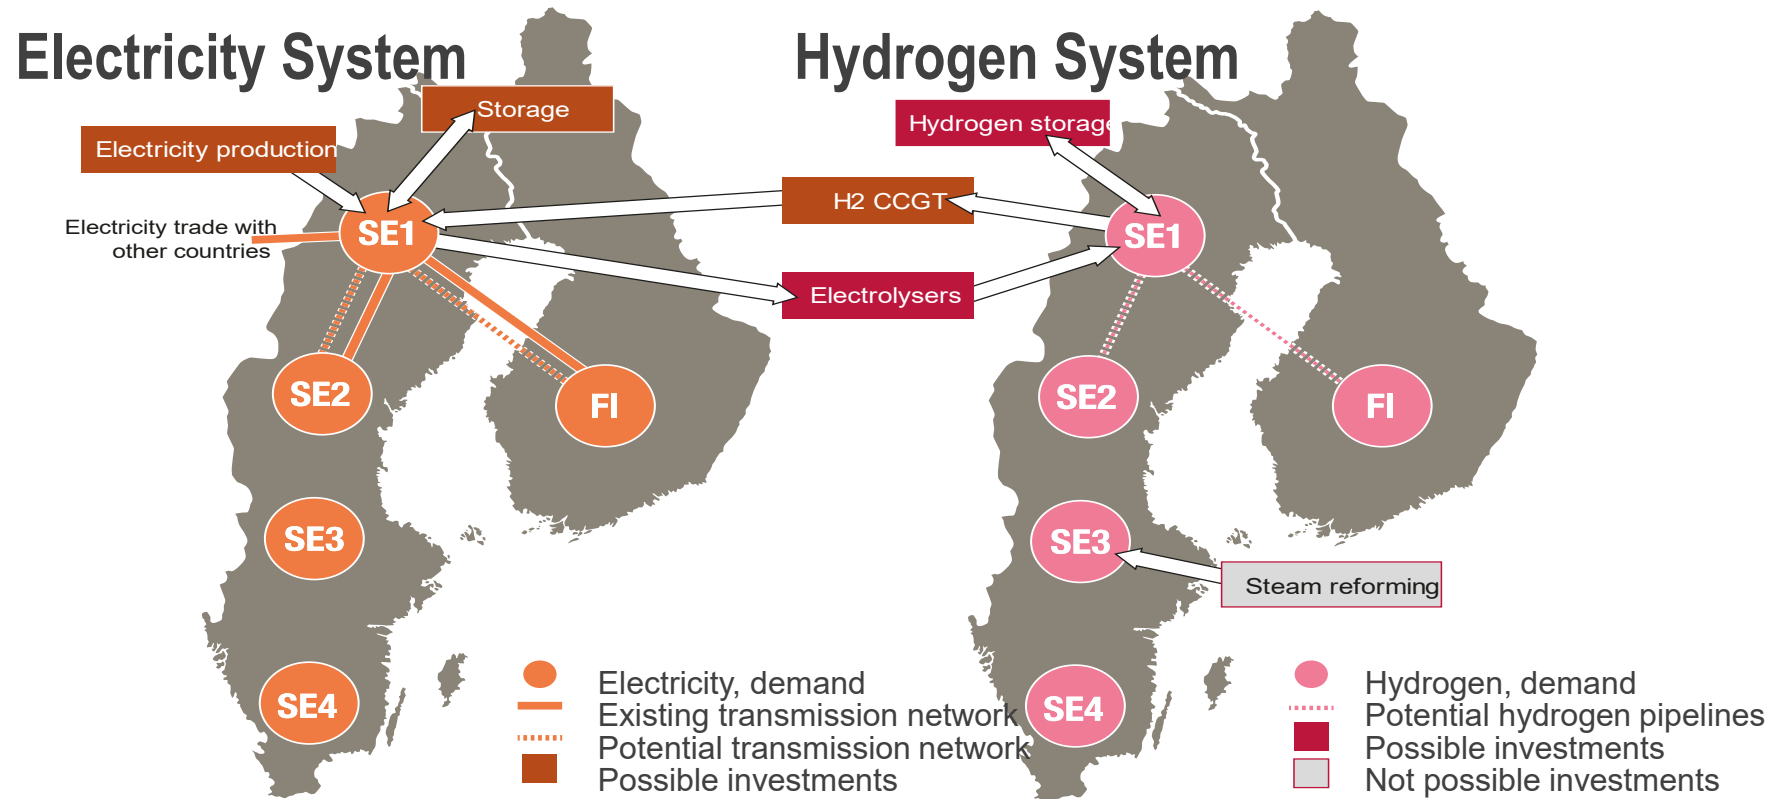 Electricity System
Storage
Electricity production
Electricity trade with
other countries
SE1
SE2
FI
SE3
SE4
Electricity, demand
Existing transmission network
Potential transmission network
Possible investments
H2 CCGT
Electrolysers
Hydrogen System
Hydrogen storage
SE1
SE2
FI
SE3
Steam reforming
SE4
Hydrogen, demand
Potential hydrogen pipelines
Possible investments
Not possible investments